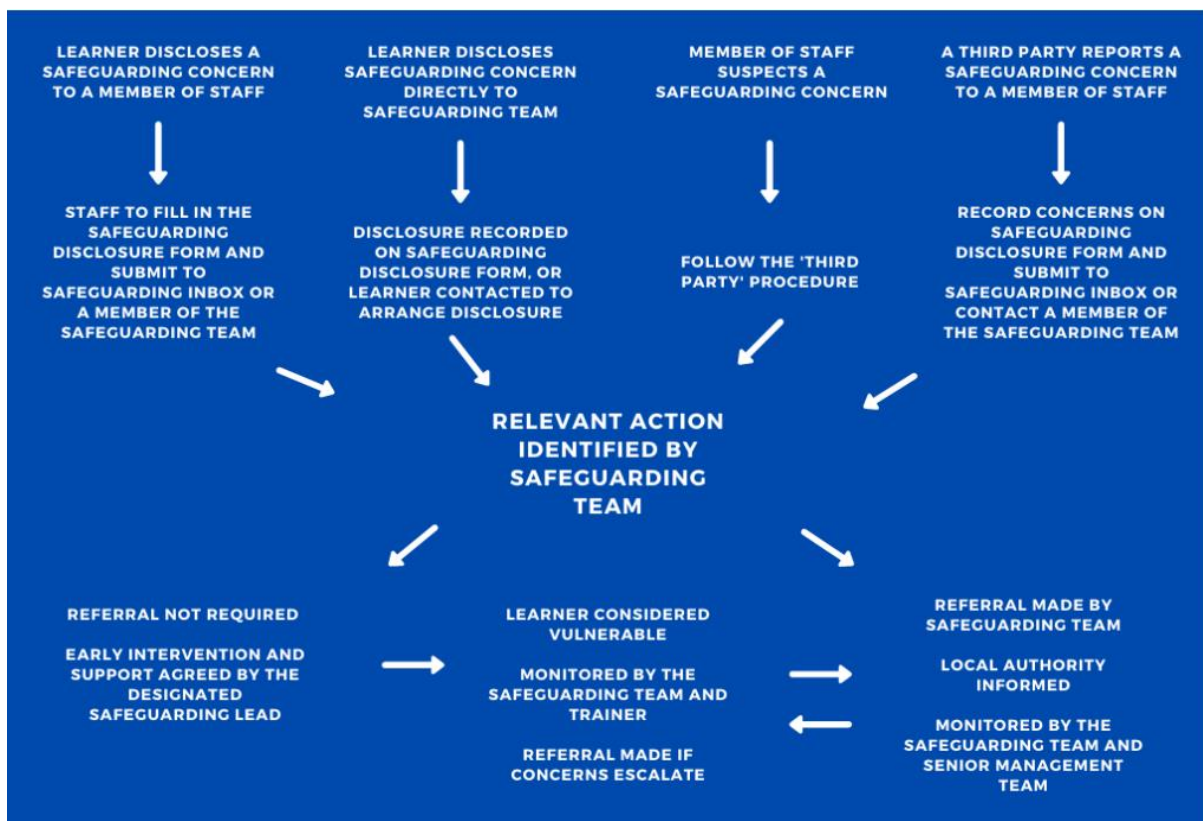 LEARNER DISCLOSES A
SAFEGUARDING CONCERN
TO A MEMBER OF STAFF
LEARNER DISCLOSES
SAFEGUARDING CONCERN
DIRECTLY TO
SAFEGUARDING TEAM
MEMBER OF STAFF
SUSPECTS A
SAFEGUARDING CONCERN
A THIRD PARTY REPORTS A
SAFEGUARDING CONCERN
TO A MEMBER OF STAFF
STAFF TO FILL IN THE
SAFEGUARDING
DISCLOSURE FORM AND
SUBMIT TO
SAFEGUARDING INBOX OR
A MEMBER OF THE
SAFEGUARDING TEAM
DISCLOSURE RECORDED
ON SAFEGUARDING
DISCLOSURE FORM, OR
LEARNER CONTACTED TO
ARRANGE DISCLOSURE
FOLLOW THE 'THIRD
PARTY' PROCEDURE
RECORD CONCERNS ON
SAFEGUARDING
DISCLOSURE FORM AND
SUBMIT TO
SAFEGUARDING INBOX OR
CONTACT A MEMBER OF
THE SAFEGUARDING TEAM
RELEVANT ACTION
IDENTIFIED BY
SAFEGUARDING
TEAM
REFERRAL NOT REQUIRED
EARLY INTERVENTION AND
SUPPORT AGREED BY THE
DESIGNATED
SAFEGUARDING LEAD
LEARNER CONSIDERED
VULNERABLE
MONITORED BY THE
SAFEGUARDING TEAM AND
TRAINER
REFERRAL MADE IF
CONCERNS ESCALATE
REFERRAL MADE BY
SAFEGUARDING TEAM
LOCAL AUTHORITY
INFORMED
MONITORED BY THE
SAFEGUARDING TEAM AND
SENIOR MANAGEMENT
TEAM